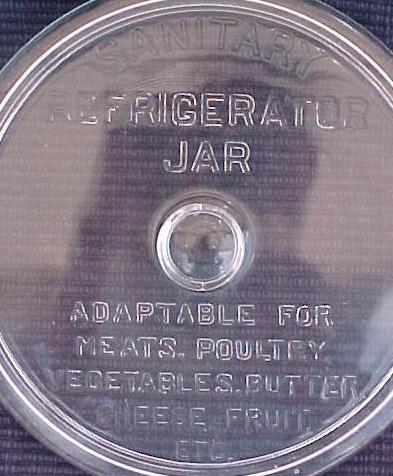 SANITARY
REFRIGERATOR
JAR
ADAPTABLE FOR
MEATS. POULTRY.
VEGETABLES. BUTTER.
CHEESE. FRUIT.
ETC.